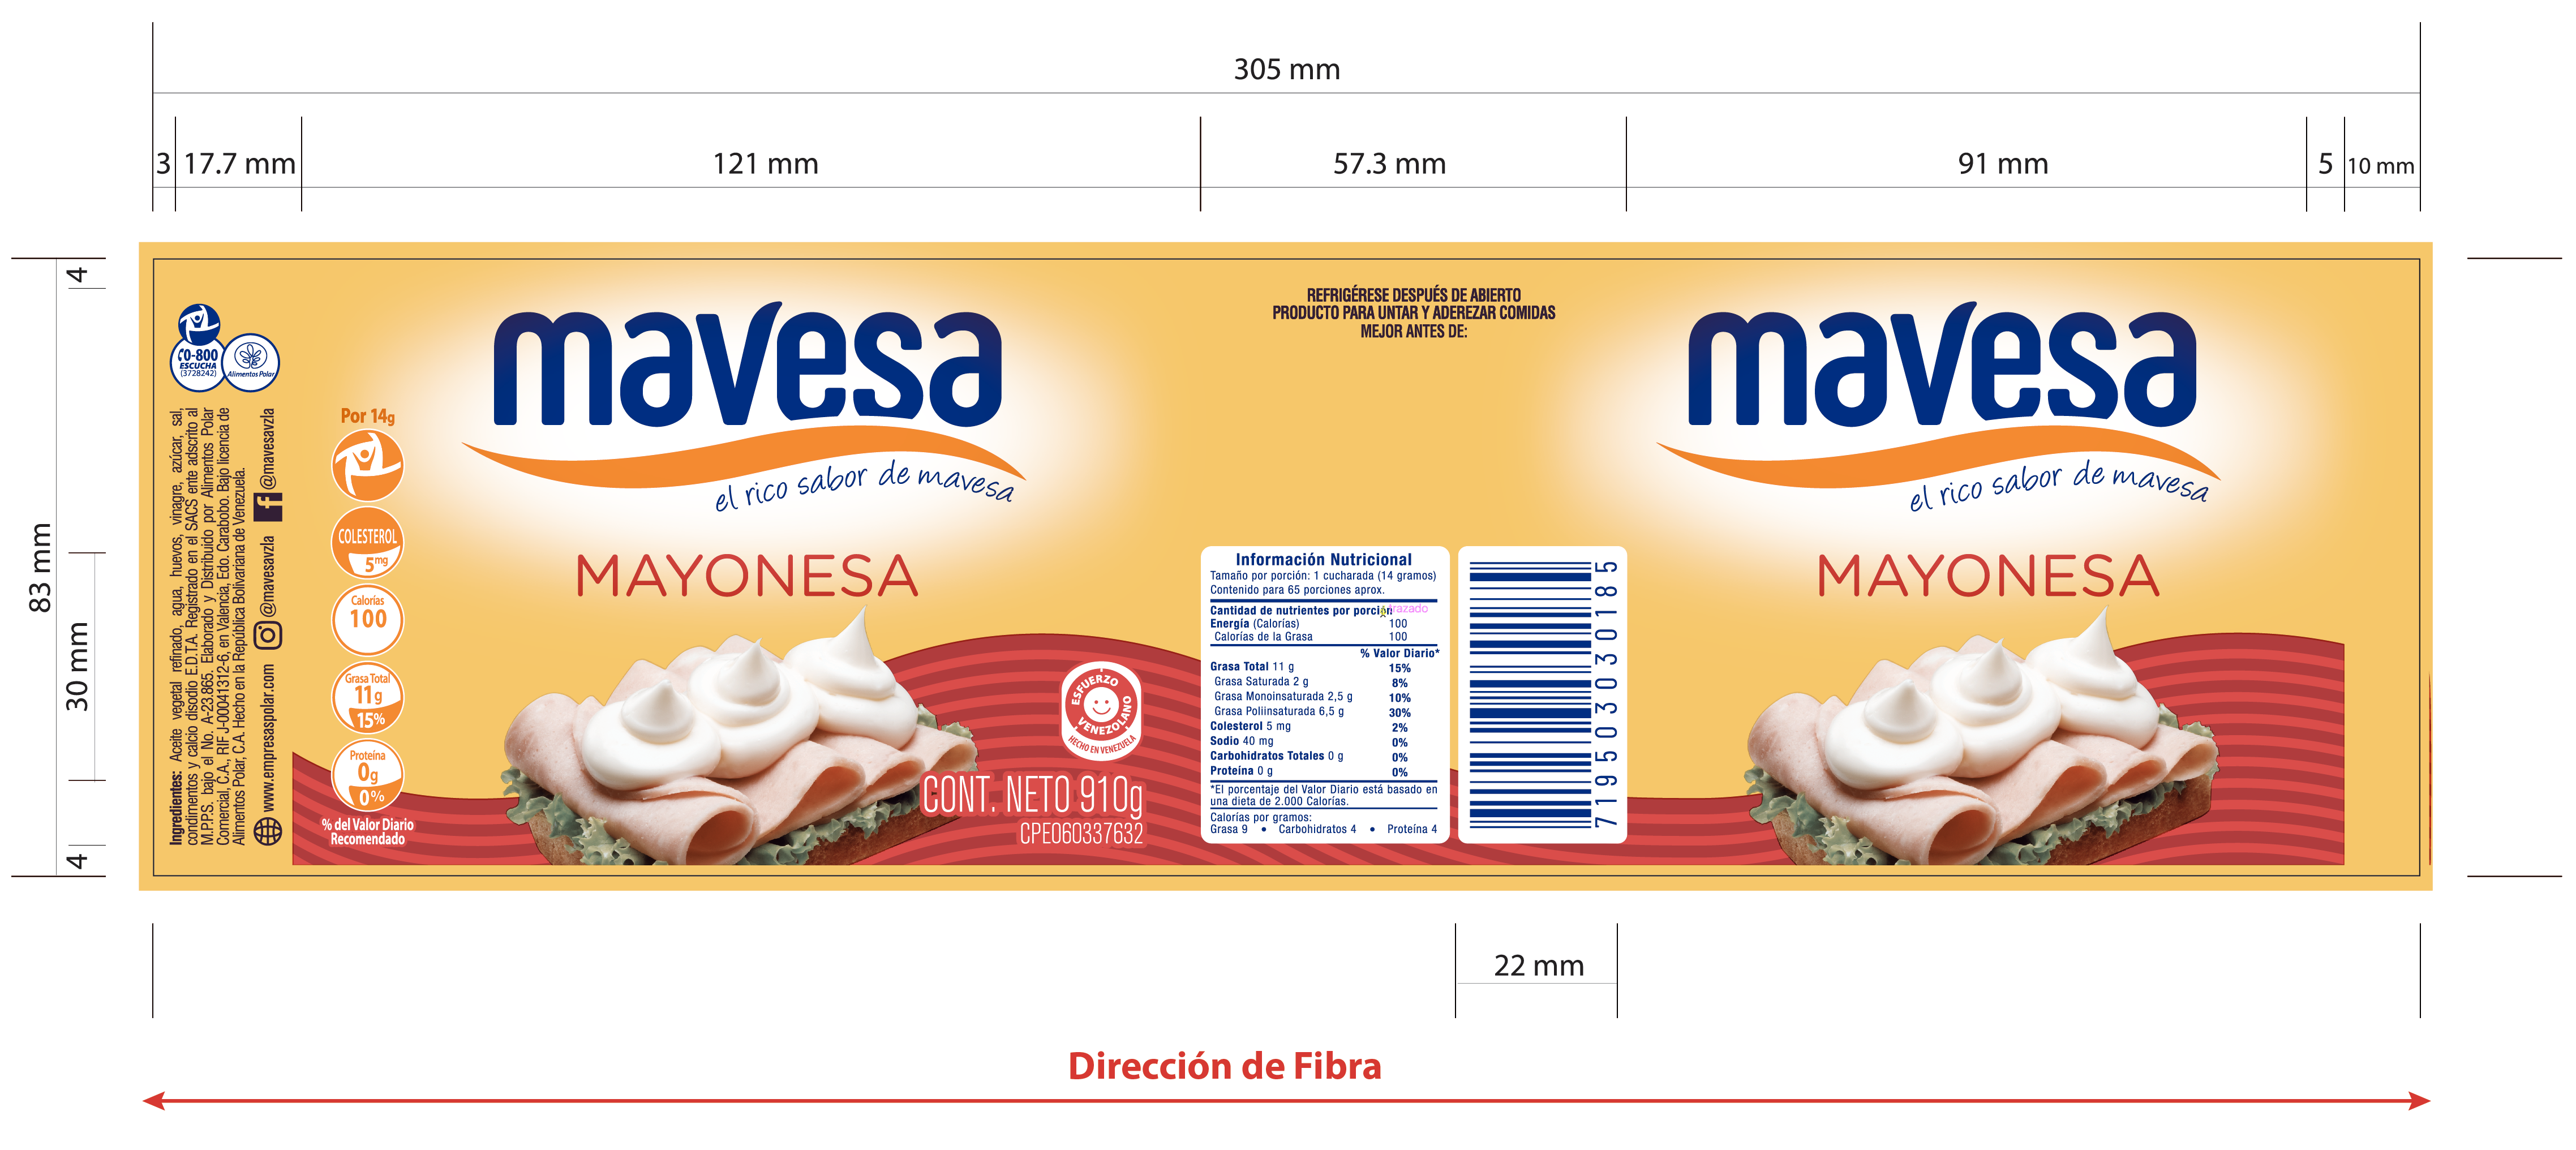 305 mm
3
17.7 mm
121 mm
57.3 mm
91 mm
5
10 mm
4
83 mm
30 mm
4
0-800
ESCUCHA
(3728242)
Alimentos Polar
Ingredientes: Aceite vegetal refinado, agua, huevos, vinagre, azúcar, sal,
condimentos y calcio disodio E.D.T.A. Registrado en el SACS ente adscrito al
M.P.P.S. bajo el No. A-23.865. Elaborado y Distribuido por Alimentos Polar
Comercial, C.A., RIF J-00041312-6, en Valencia, Edo. Carabobo. Bajo licencia de
Alimentos Polar, C.A. Hecho en la República Bolivariana de Venezuela.
www.empresaspolar.com @mavesavzla @mavesavzla
Por 14g
COLESTEROL
5mg
Calorías
100
Grasa Total
11g
15%
Proteína
0g
0%
% del Valor Diario
Recomendado
mavesa
el rico sabor de mavesa
MAYONESA
ESFUERZO
VENEZOLANO
HECHO EN VENEZUELA
CONT. NETO 910g
CPE060337632
REFRIGÉRESE DESPUÉS DE ABIERTO
PRODUCTO PARA UNTAR Y ADEREZAR COMIDAS
MEJOR ANTES DE:
Información Nutricional
Tamaño por porción: 1 cucharada (14 gramos)
Contenido para 65 porciones aprox.
Cantidad de nutrientes por porción
trazado
Energía (Calorías) 100
Calorías de la Grasa 100
% Valor Diario*
Grasa Total 11 g 15%
Grasa Saturada 2 g 8%
Grasa Monoinsaturada 2,5 g 10%
Grasa Poliinsaturada 6,5 g 30%
Colesterol 5 mg 2%
Sodio 40 mg 0%
Carbohidratos Totales 0 g 0%
Proteína 0 g 0%
*El porcentaje del Valor Diario está basado en
una dieta de 2.000 Calorías.
Calorías por gramos:
Grasa 9 • Carbohidratos 4 • Proteína 4
719503030185
mavesa
el rico sabor de mavesa
MAYONESA
22 mm
Dirección de Fibra